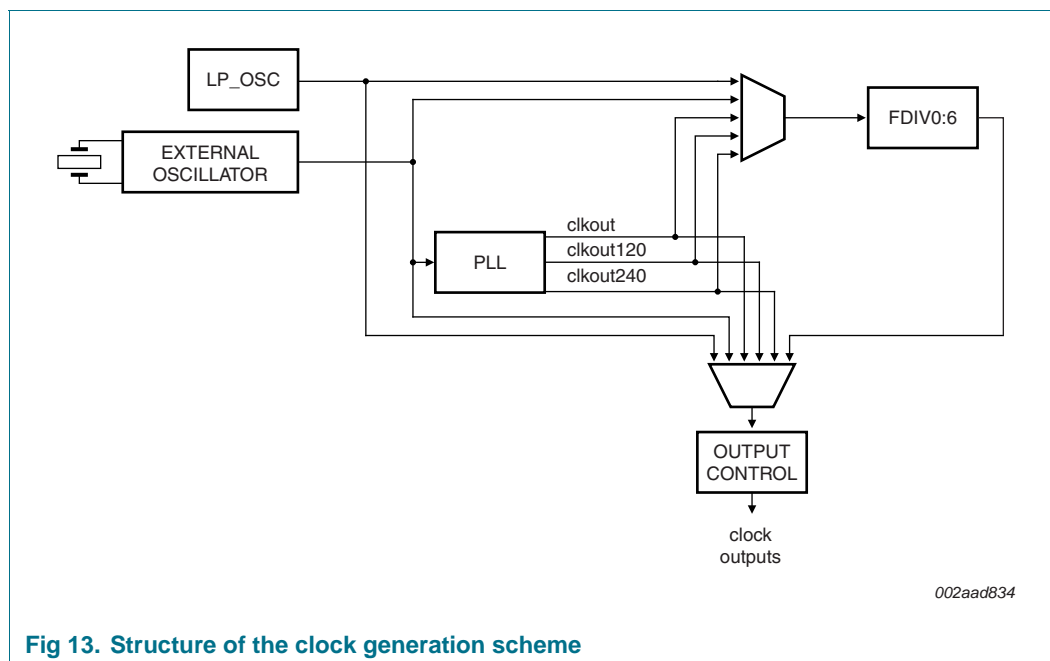 LP_OSC
FDIV0:6
EXTERNAL
OSCILLATOR
clkout
PLL
clkout120
clkout240
OUTPUT
CONTROL
clock
outputs
002aad834
Fig 13. Structure of the clock generation scheme